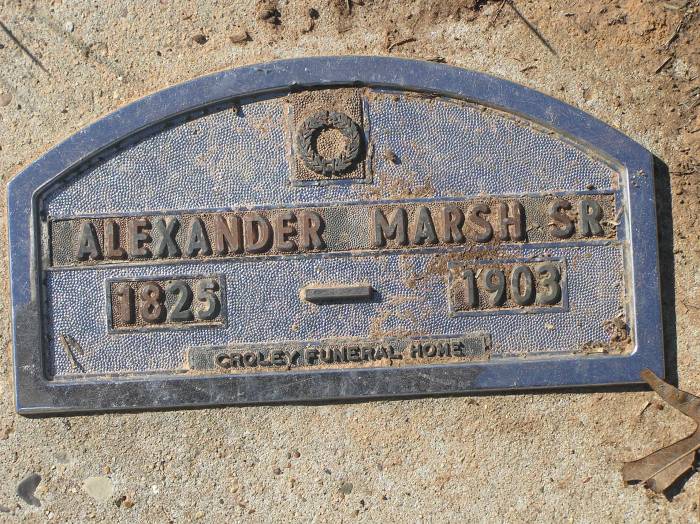 ALEXANDER MARSH SR
1825 — 1903
CROLEY FUNERAL HOME